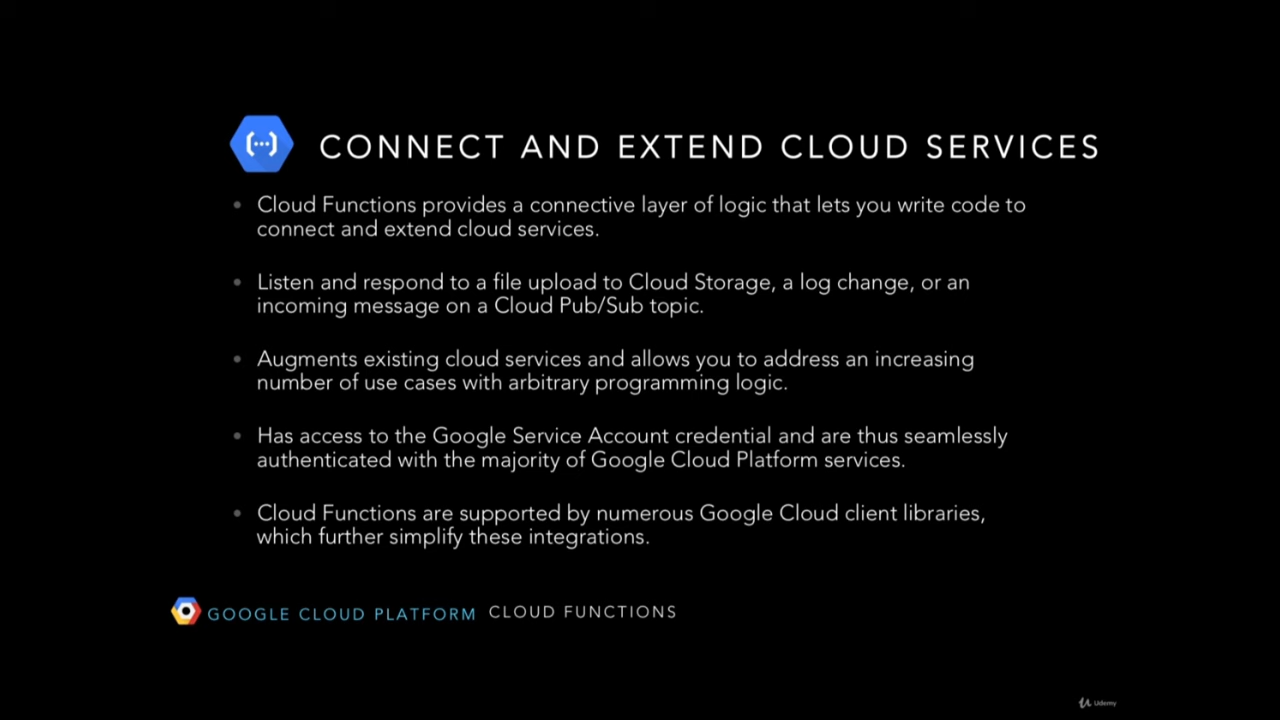 CONNECT AND EXTEND CLOUD SERVICES
• Cloud Functions provides a connective layer of logic that lets you write code to
connect and extend cloud services.
• Listen and respond to a file upload to Cloud Storage, a log change, or an
incoming message on a Cloud Pub/Sub topic.
• Augments existing cloud services and allows you to address an increasing
number of use cases with arbitrary programming logic.
• Has access to the Google Service Account credential and are thus seamlessly
authenticated with the majority of Google Cloud Platform services.
• Cloud Functions are supported by numerous Google Cloud client libraries,
which further simplify these integrations.
GOOGLE CLOUD PLATFORM CLOUD FUNCTIONS
Udemy